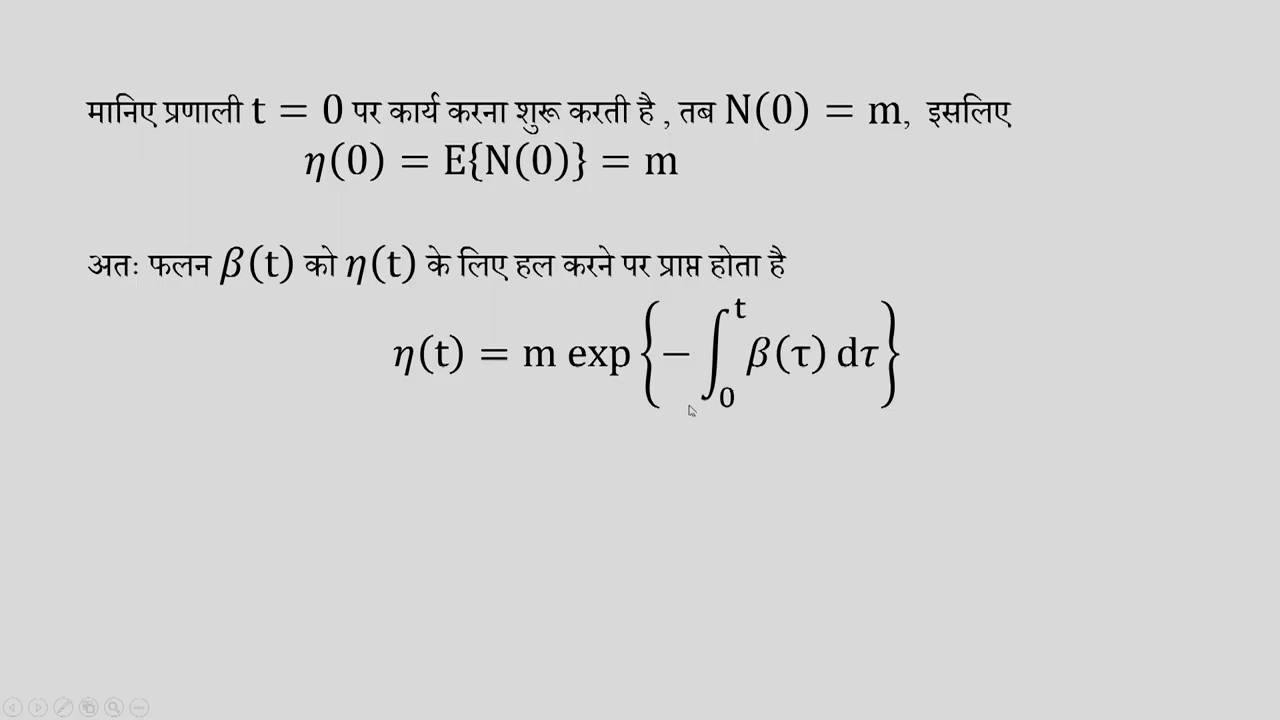 मानिए प्रणाली t = 0 पर कार्य करना शुरू करती है , तब N(0) = m, इसलिए
η(0) = E{N(0)} = m
अतः फलन β(t) को η(t) के लिए हल करने पर प्राप्त होता है
η(t) = m exp {− ∫₀ᵗ β(τ) dτ}